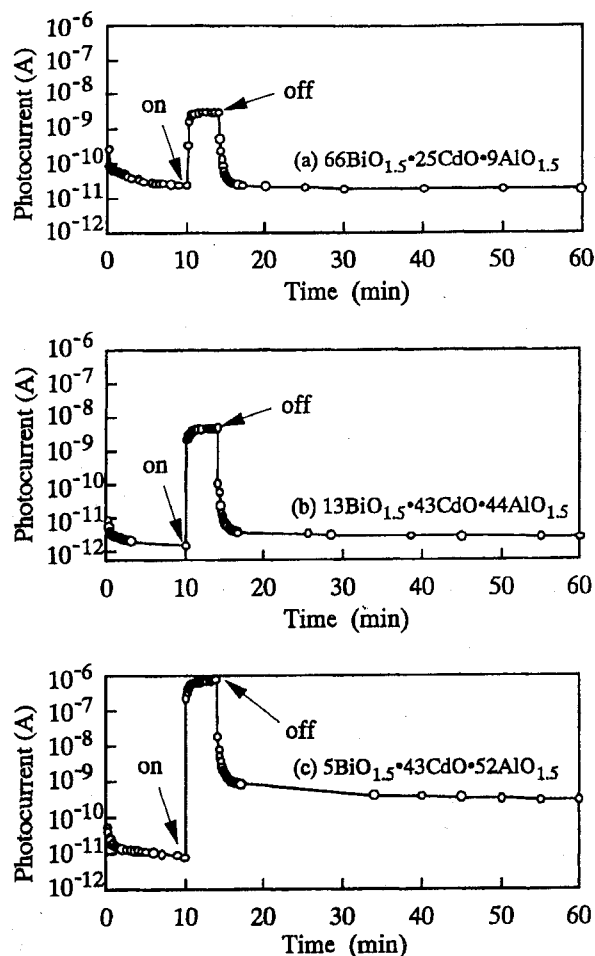 Photocurrent (A)
10⁻⁶
10⁻⁷
10⁻⁸
10⁻⁹
10⁻¹⁰
10⁻¹¹
10⁻¹²
on
off
(a) 66BiO₁.₅•25CdO•9AlO₁.₅
0 10 20 30 40 50 60
Time (min)
Photocurrent (A)
10⁻⁶
10⁻⁷
10⁻⁸
10⁻⁹
10⁻¹⁰
10⁻¹¹
10⁻¹²
on
off
(b) 13BiO₁.₅•43CdO•44AlO₁.₅
0 10 20 30 40 50 60
Time (min)
Photocurrent (A)
10⁻⁶
10⁻⁷
10⁻⁸
10⁻⁹
10⁻¹⁰
10⁻¹¹
10⁻¹²
on
off
(c) 5BiO₁.₅•43CdO•52AlO₁.₅
0 10 20 30 40 50 60
Time (min)